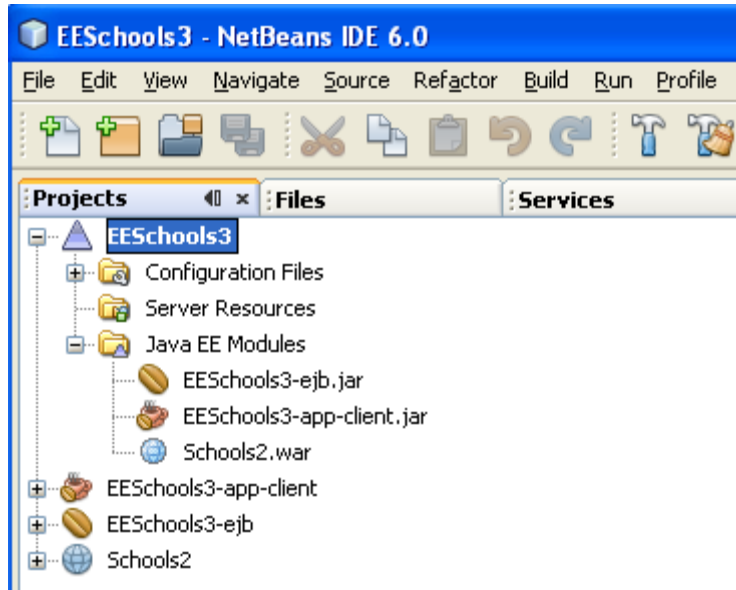 EESchools3 - NetBeans IDE 6.0
File Edit View Navigate Source Refactor Build Run Profile
Projects Files Services
EESchools3
Configuration Files
Server Resources
Java EE Modules
EESchools3-ejb.jar
EESchools3-app-client.jar
Schools2.war
EESchools3-app-client
EESchools3-ejb
Schools2